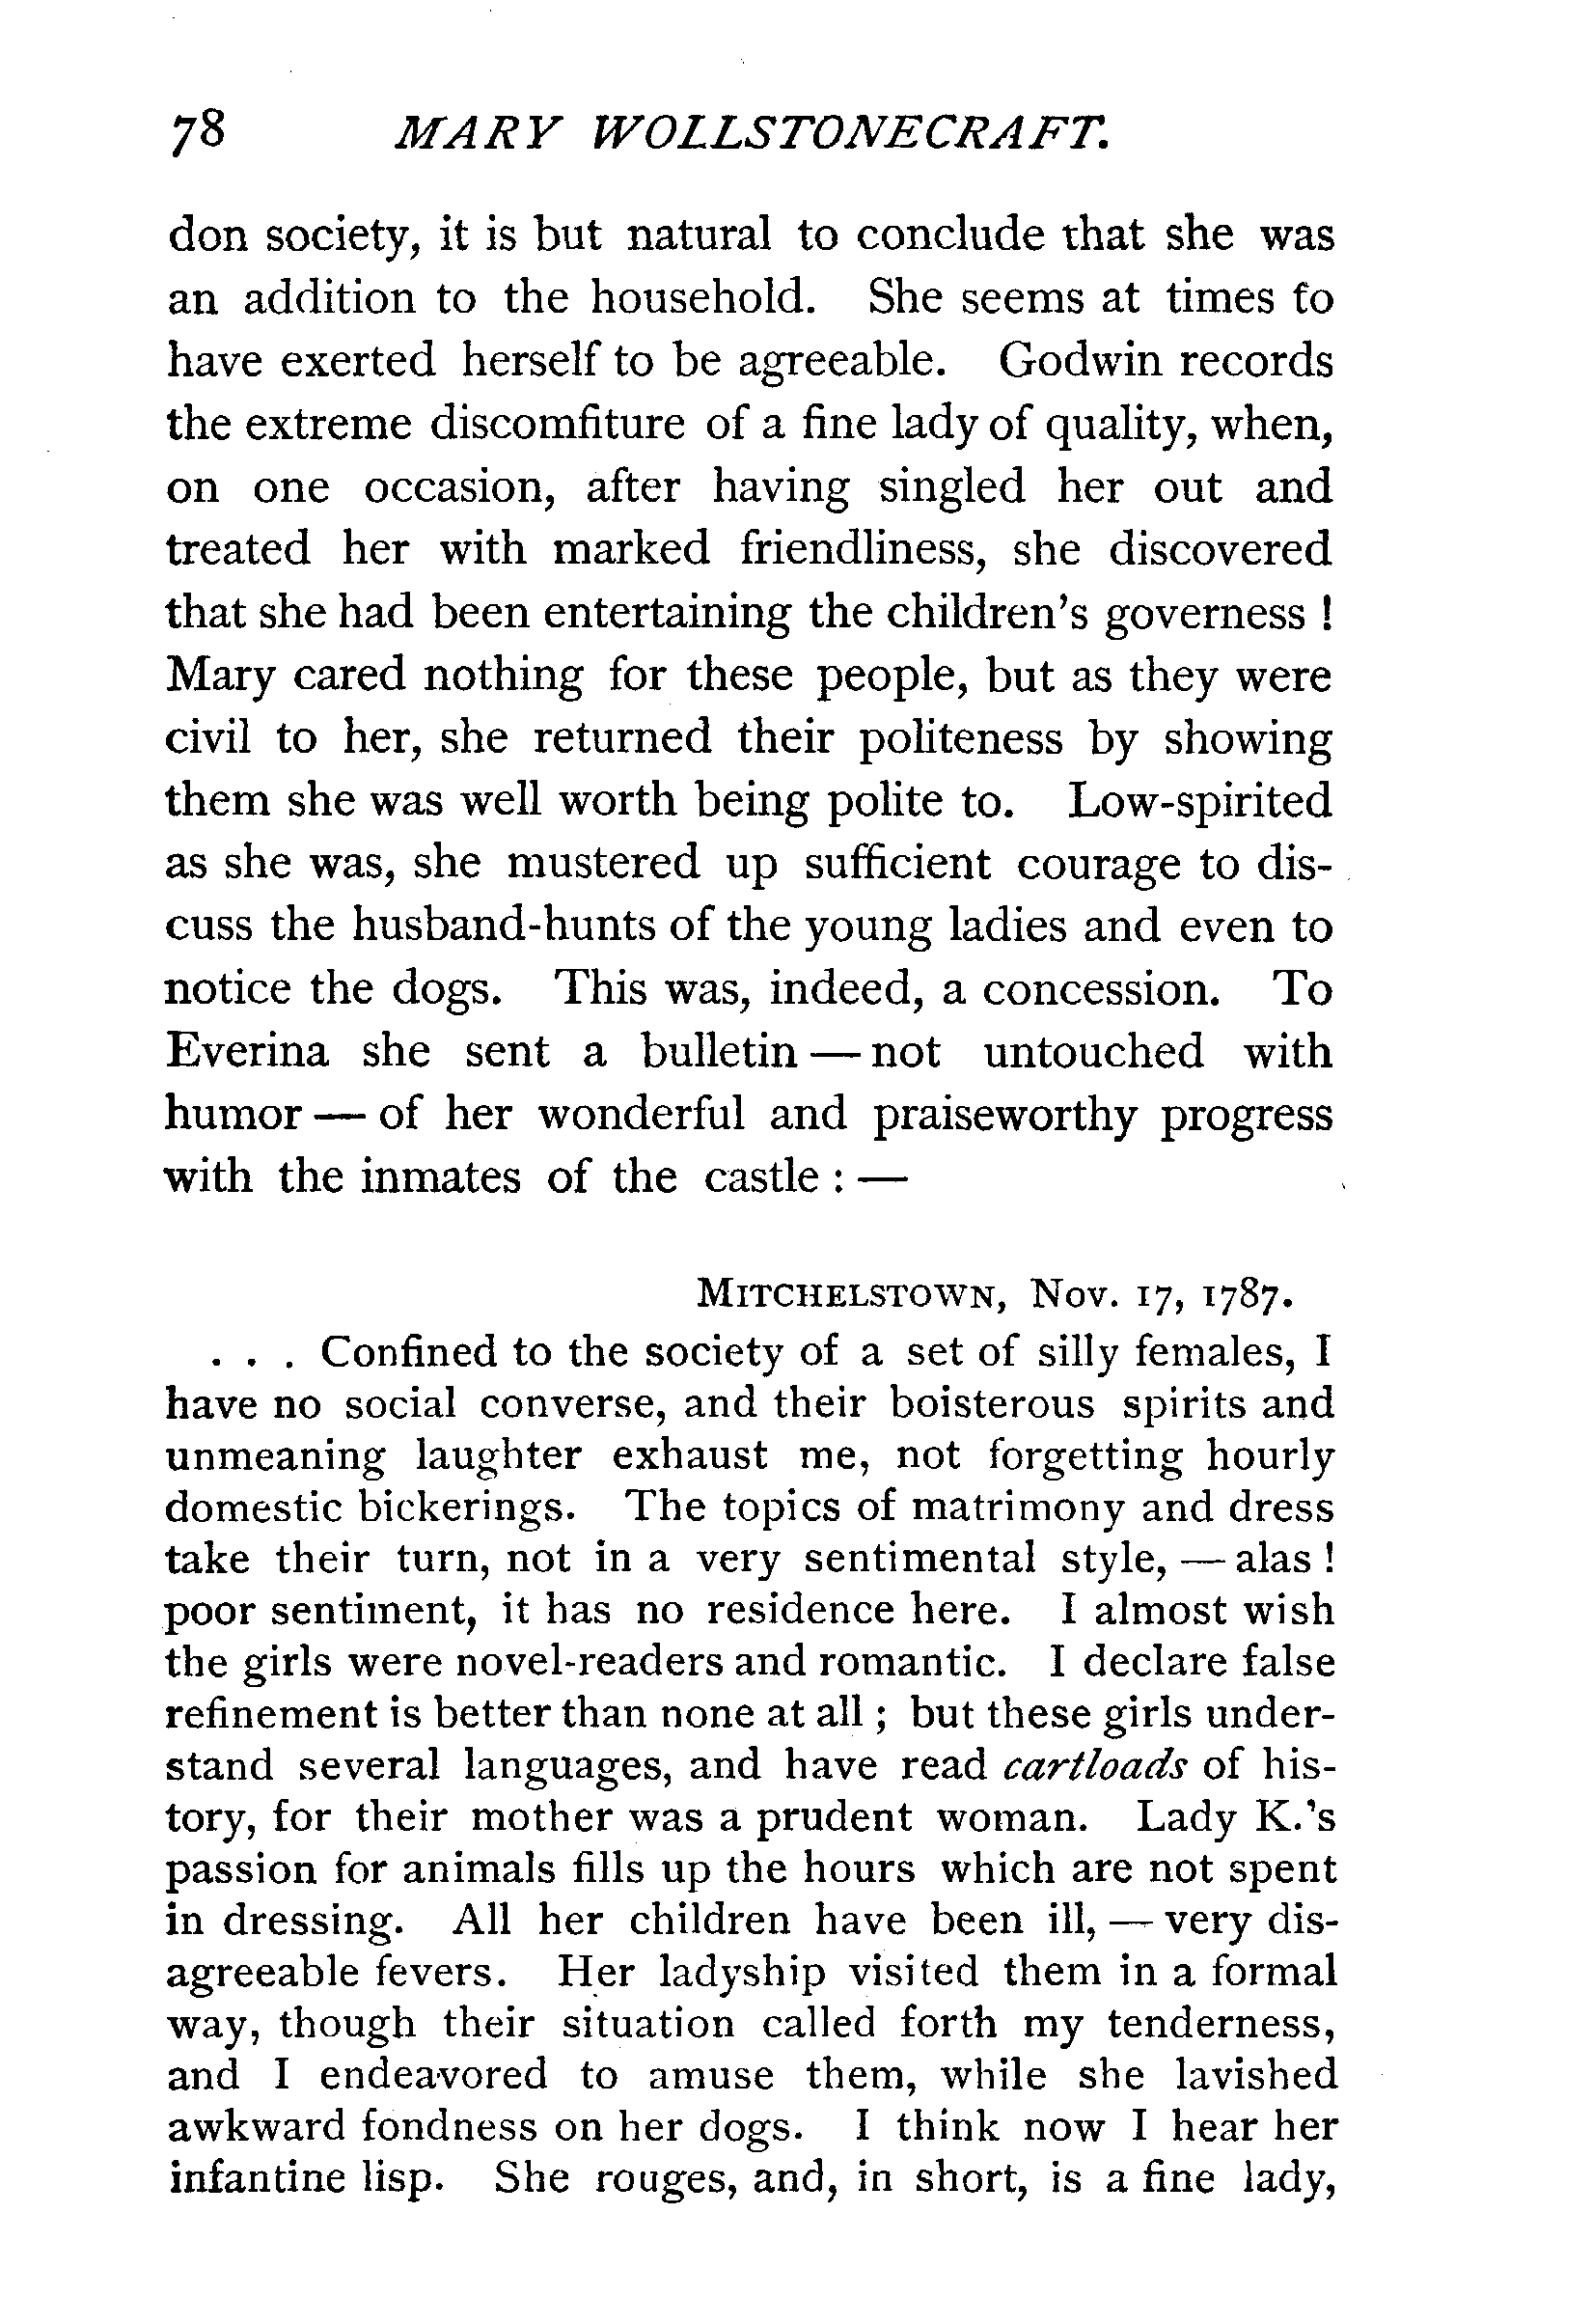 78 MARY WOLLSTONECRAFT.
don society, it is but natural to conclude that she was
an addition to the household. She seems at times to
have exerted herself to be agreeable. Godwin records
the extreme discomfiture of a fine lady of quality, when,
on one occasion, after having singled her out and
treated her with marked friendliness, she discovered
that she had been entertaining the children's governess !
Mary cared nothing for these people, but as they were
civil to her, she returned their politeness by showing
them she was well worth being polite to. Low-spirited
as she was, she mustered up sufficient courage to dis-
cuss the husband-hunts of the young ladies and even to
notice the dogs. This was, indeed, a concession. To
Everina she sent a bulletin — not untouched with
humor — of her wonderful and praiseworthy progress
with the inmates of the castle : —
MITCHELSTOWN, NOV. 17, 1787.
. . . Confined to the society of a set of silly females, I
have no social converse, and their boisterous spirits and
unmeaning laughter exhaust me, not forgetting hourly
domestic bickerings. The topics of matrimony and dress
take their turn, not in a very sentimental style, — alas !
poor sentiment, it has no residence here. I almost wish
the girls were novel-readers and romantic. I declare false
refinement is better than none at all ; but these girls under-
stand several languages, and have read cartloads of his-
tory, for their mother was a prudent woman. Lady K.'s
passion for animals fills up the hours which are not spent
in dressing. All her children have been ill, — very dis-
agreeable fevers. Her ladyship visited them in a formal
way, though their situation called forth my tenderness,
and I endeavored to amuse them, while she lavished
awkward fondness on her dogs. I think now I hear her
infantine lisp. She rouges, and, in short, is a fine lady,